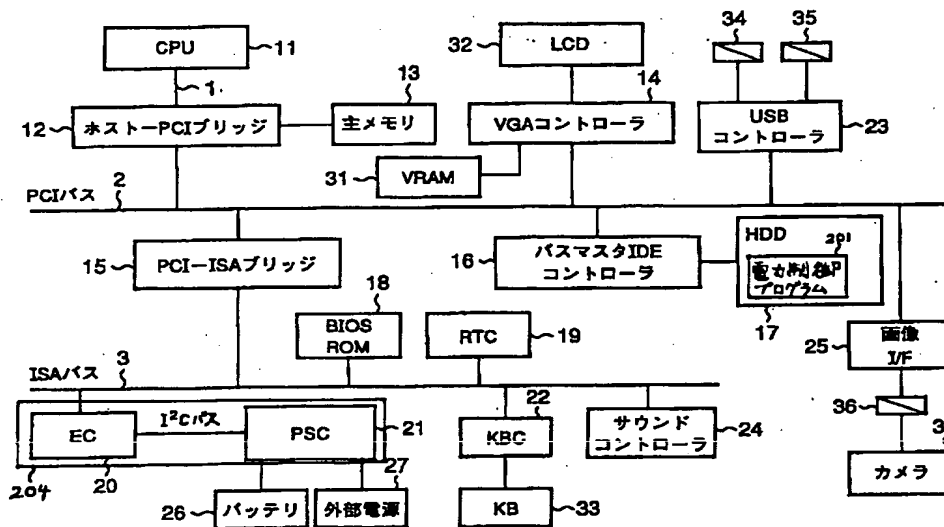 CPU
11
1
12
ホストーPCIブリッジ
13
主メモリ
32
LCD
14
VGAコントローラ
31
VRAM
34
35
USB
コントローラ
23
PCIバス
2
15
PCI-ISAブリッジ
16
バスマスタIDE
コントローラ
HDD
201
電力制御
プログラム
17
18
BIOS
ROM
RTC
19
25
画像
I/F
ISAバス
3
EC
I²Cバス
PSC
21
20
204
26
バッテリ
27
外部電源
22
KBC
KB
33
サウンド
コントローラ
24
36
カメラ